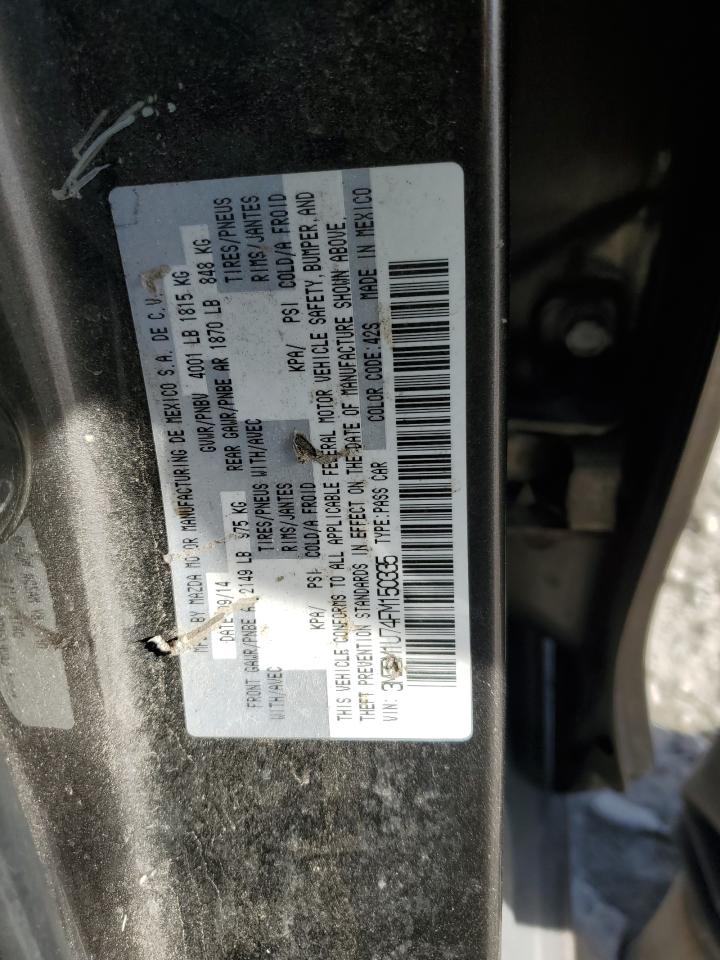 MFD BY MAZDA MOTOR MANUFACTURING DE MEXICO S.A. DE C.V.
DATE: 09/14 GVWR/PNBV 4001 LB 1815 KG
FRONT GAWR/PNBE AV 2149 LB 975 KG REAR GAWR/PNBE AR 1870 LB 848 KG
WITH/AVEC TIRES/PNEUS WITH/AVEC TIRES/PNEUS
RIMS/JANTES RIMS/JANTES
KPA/ PSI COLD/A FROID KPA/ PSI COLD/A FROID
THIS VEHICLE CONFORMS TO ALL APPLICABLE FEDERAL MOTOR VEHICLE SAFETY, BUMPER, AND
THEFT PREVENTION STANDARDS IN EFFECT ON THE DATE OF MANUFACTURE SHOWN ABOVE.
VIN: TYPE:PASS CAR COLOR CODE:42S MADE IN MEXICO